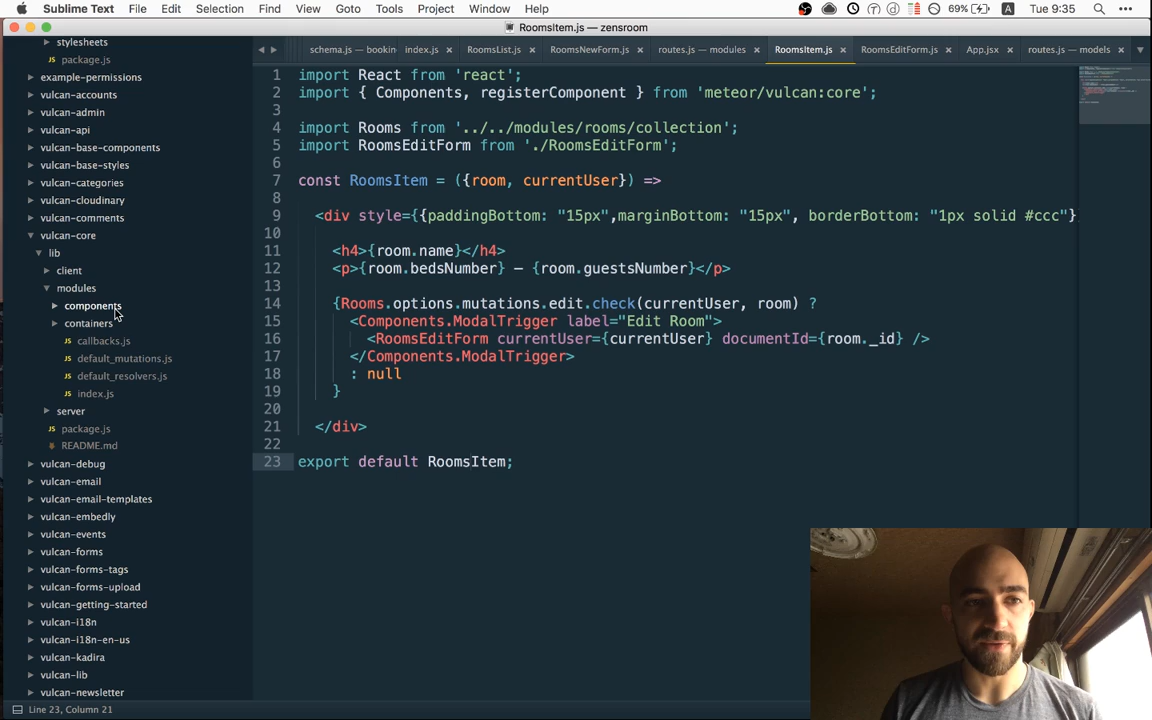 Sublime Text File Edit Selection Find View Goto Tools Project Window Help 69% A Tue 9:35
RoomsItem.js — zensroom
schema.js — bookin index.js RoomsList.js RoomsNewForm.js routes.js — modules RoomsItem.js RoomsEditForm.js App.jsx routes.js — models
stylesheets
package.js
example-permissions
vulcan-accounts
vulcan-admin
vulcan-api
vulcan-base-components
vulcan-base-styles
vulcan-categories
vulcan-cloudinary
vulcan-comments
vulcan-core
lib
client
modules
components
containers
JS callbacks.js
JS default_mutations.js
JS default_resolvers.js
JS index.js
server
JS package.js
README.md
vulcan-debug
vulcan-email
vulcan-email-templates
vulcan-embedly
vulcan-events
vulcan-forms
vulcan-forms-tags
vulcan-forms-upload
vulcan-getting-started
vulcan-i18n
vulcan-i18n-en-us
vulcan-kadira
vulcan-lib
vulcan-newsletter
1 import React from 'react';
2 import { Components, registerComponent } from 'meteor/vulcan:core';
3
4 import Rooms from '../../modules/rooms/collection';
5 import RoomsEditForm from './RoomsEditForm';
6
7 const RoomsItem = ({room, currentUser}) =>
8
9 <div style={{paddingBottom: "15px",marginBottom: "15px", borderBottom: "1px solid #ccc"}
10
11 <h4>{room.name}</h4>
12 <p>{room.bedsNumber} – {room.guestsNumber}</p>
13
14 {Rooms.options.mutations.edit.check(currentUser, room) ?
15 <Components.ModalTrigger label="Edit Room">
16 <RoomsEditForm currentUser={currentUser} documentId={room._id} />
17 </Components.ModalTrigger>
18 : null
19 }
20
21 </div>
22
23 export default RoomsItem;
Line 23, Column 21